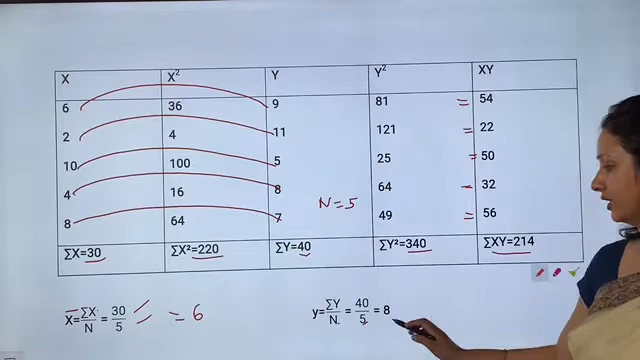 X X² Y Y² XY
6 36 9 81 = 54
2 4 11 121 = 22
10 100 5 25 = 50
4 16 8 64 - 32
8 64 7 49 = 56
N=5
ΣX=30 ΣX²=220 ΣY=40 ΣY²=340 ΣXY=214
X̄=ΣX/N = 30/5 = 6
y=ΣY/N = 40/5 = 8